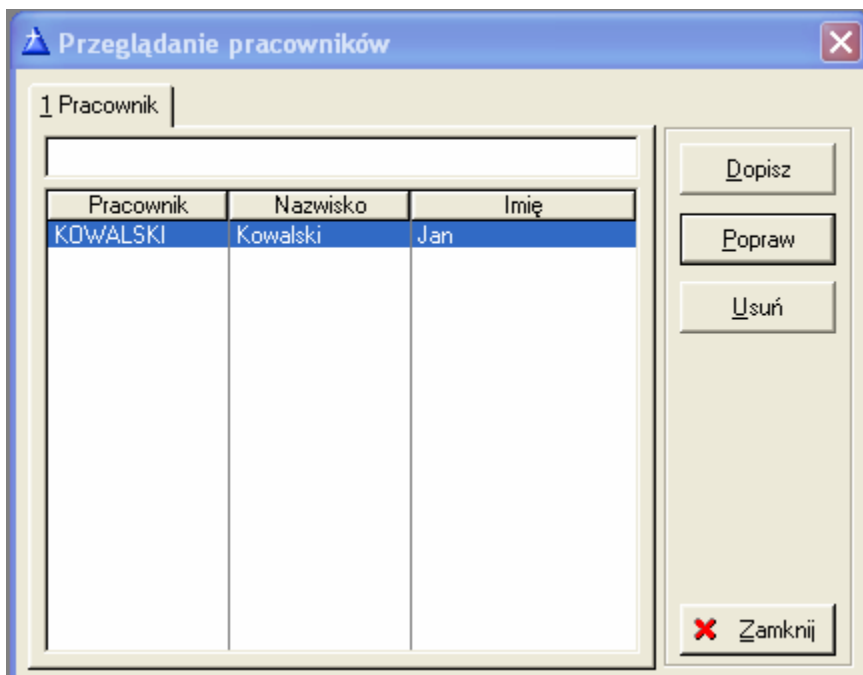 Przeglądanie pracowników
1 Pracownik
Pracownik Nazwisko Imię
KOWALSKI Kowalski Jan
Dopisz
Popraw
Usuń
Zamknij